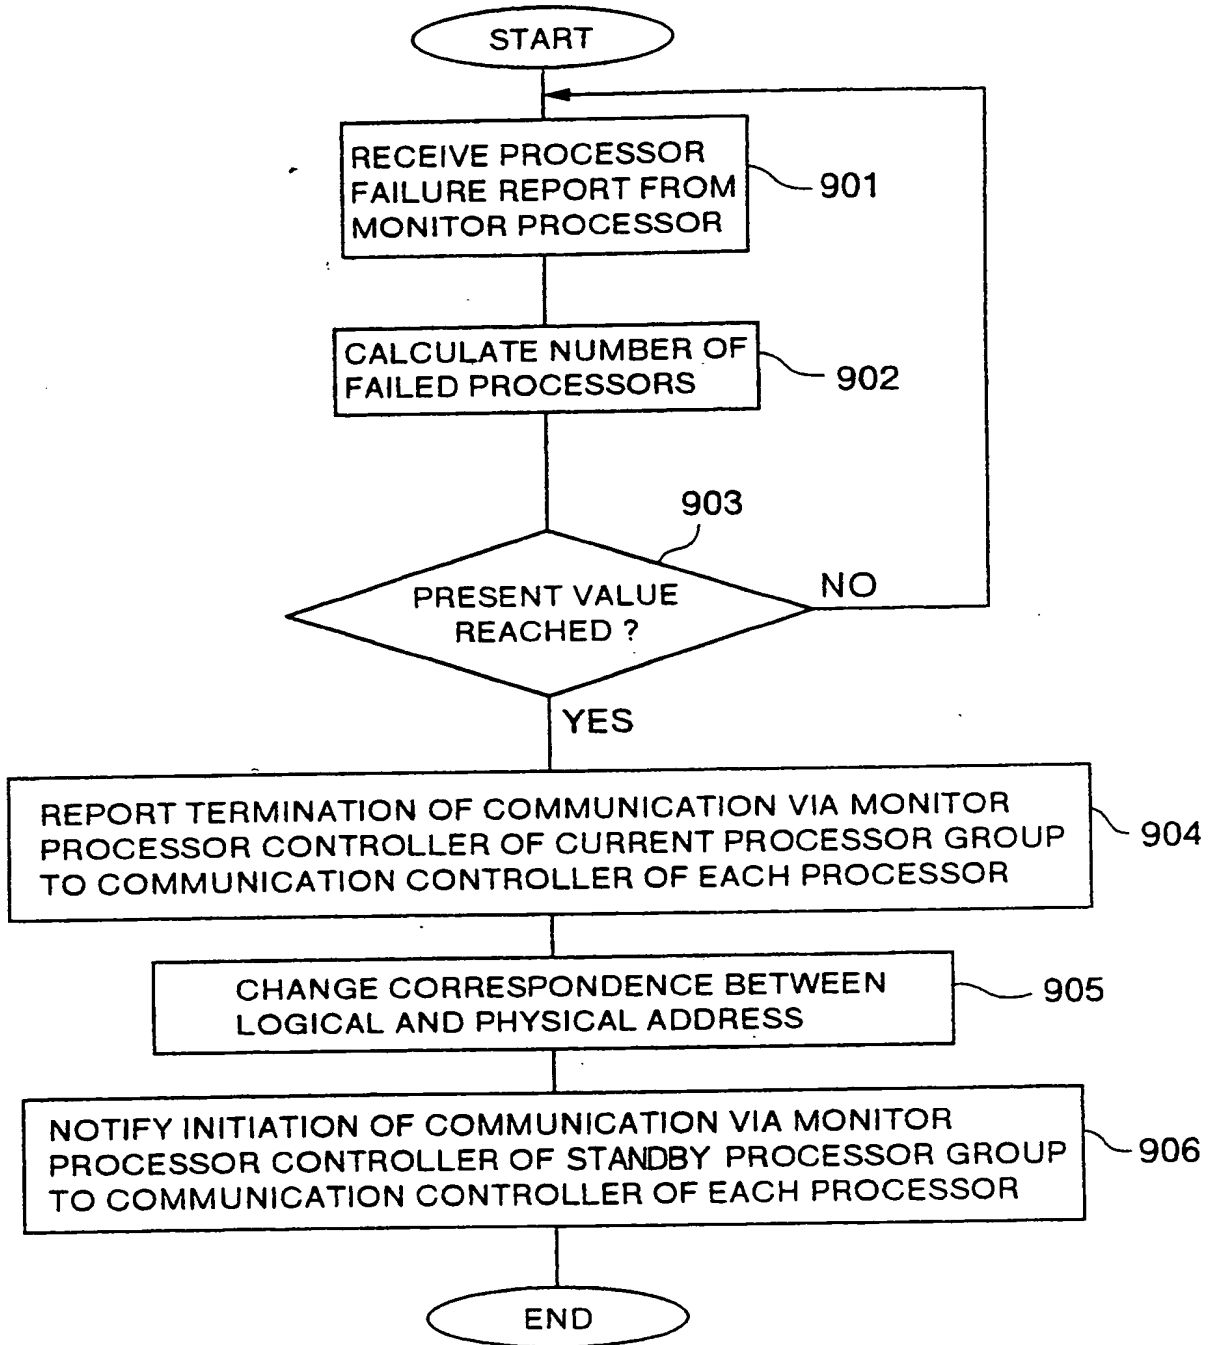 START
RECEIVE PROCESSOR
FAILURE REPORT FROM
MONITOR PROCESSOR
901
CALCULATE NUMBER OF
FAILED PROCESSORS
902
903
PRESENT VALUE
REACHED ?
NO
YES
REPORT TERMINATION OF COMMUNICATION VIA MONITOR
PROCESSOR CONTROLLER OF CURRENT PROCESSOR GROUP
TO COMMUNICATION CONTROLLER OF EACH PROCESSOR
904
CHANGE CORRESPONDENCE BETWEEN
LOGICAL AND PHYSICAL ADDRESS
905
NOTIFY INITIATION OF COMMUNICATION VIA MONITOR
PROCESSOR CONTROLLER OF STANDBY PROCESSOR GROUP
TO COMMUNICATION CONTROLLER OF EACH PROCESSOR
906
END